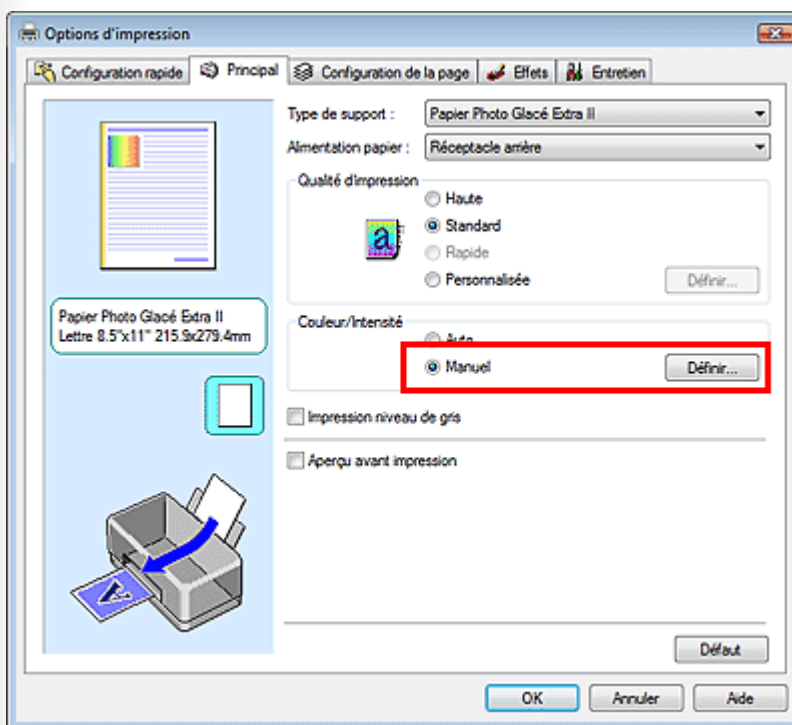 Options d'impression
Configuration rapide Principal Configuration de la page Effets Entretien
Type de support : Papier Photo Glacé Extra II
Alimentation papier : Réceptacle arrière
Qualité d'impression
Haute
a Standard
Rapide
Personnalisée Définir...
Papier Photo Glacé Extra II
Lettre 8.5"x11" 215.9x279.4mm
Couleur/Intensité
Auto
Manuel Définir...
Impression niveau de gris
Aperçu avant impression
A
Défaut
OK Annuler Aide